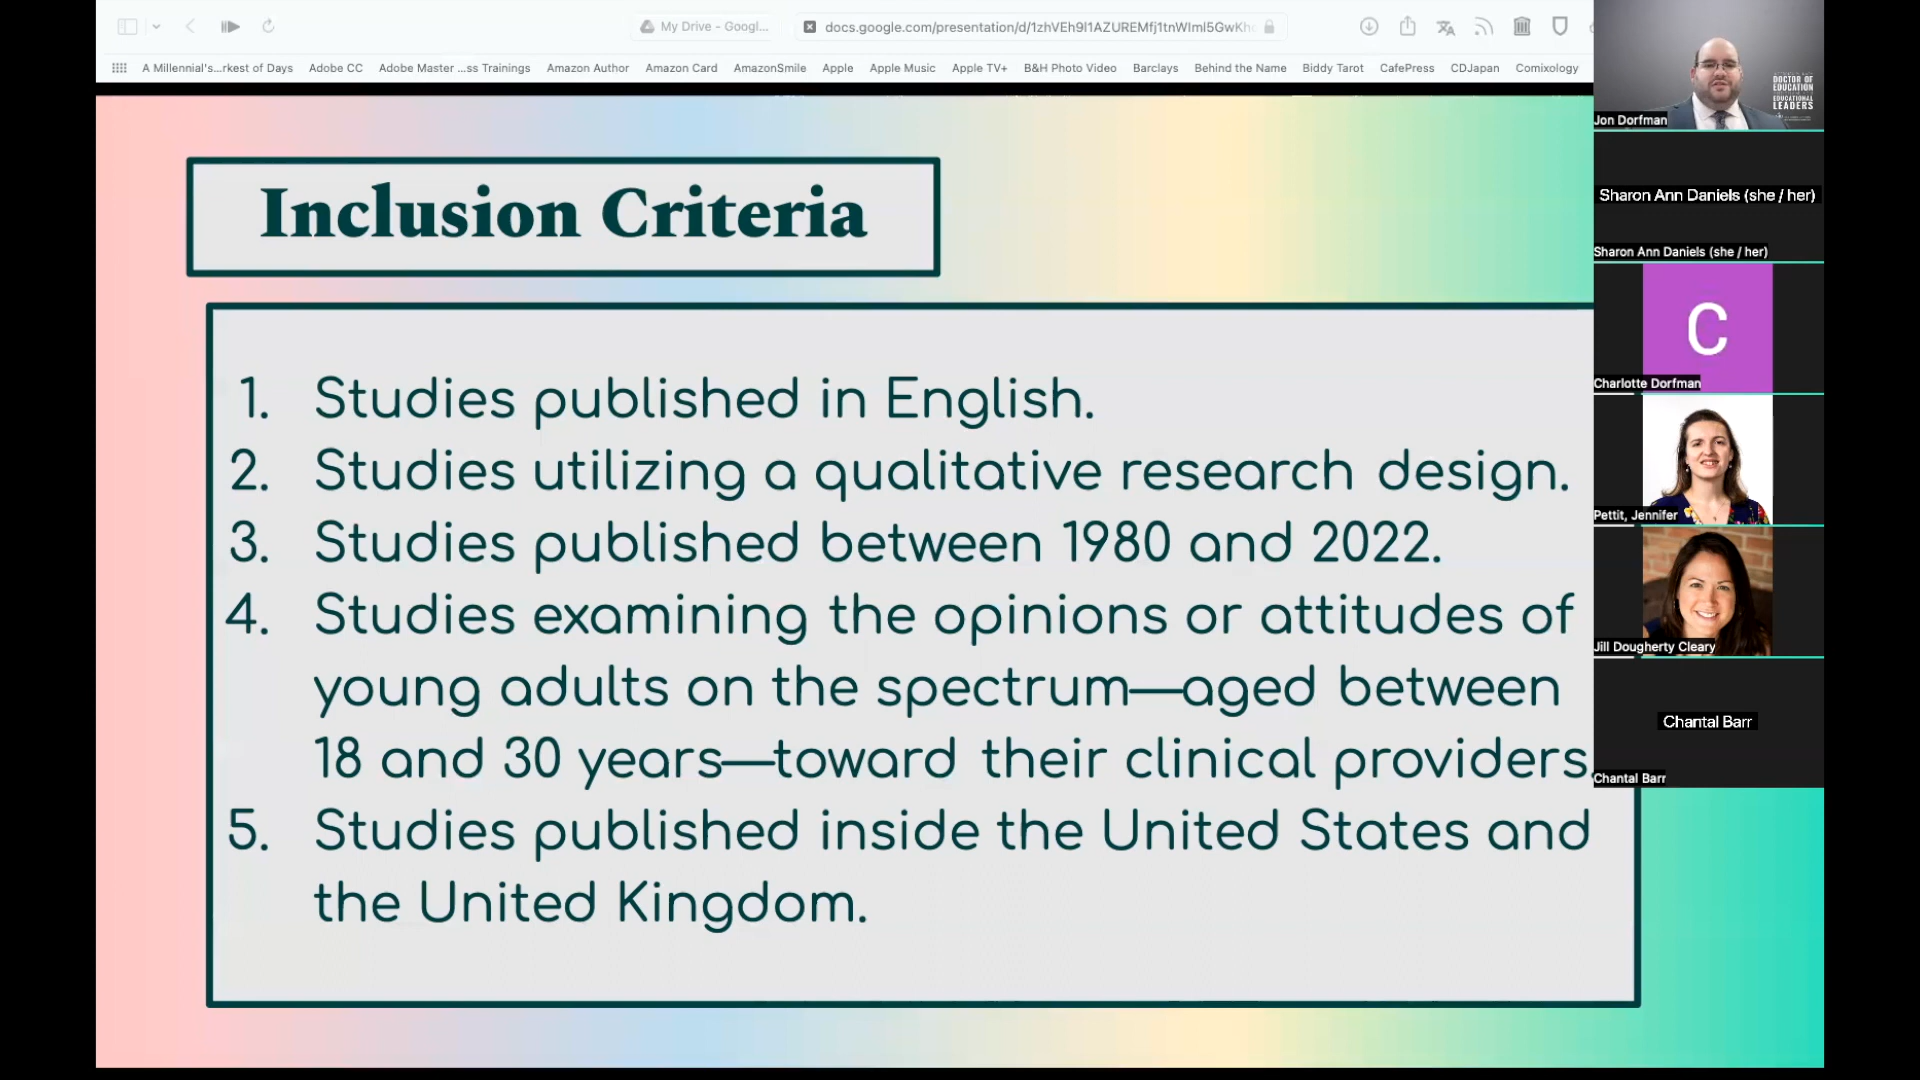 My Drive - Googl...
docs.google.com/presentation/d/1zhVEh9I1AZUREMfj1tnWIml5GwKh
A Millennial's...rkest of Days
Adobe CC
Adobe Master ...ss Trainings
Amazon Author
Amazon Card
AmazonSmile
Apple
Apple Music
Apple TV+
B&H Photo Video
Barclays
Behind the Name
Biddy Tarot
CafePress
CDJapan
Comixology
Inclusion Criteria
1. Studies published in English.
2. Studies utilizing a qualitative research design.
3. Studies published between 1980 and 2022.
4. Studies examining the opinions or attitudes of
young adults on the spectrum—aged between
18 and 30 years—toward their clinical providers.
5. Studies published inside the United States and
the United Kingdom.
DOCTOR OF
EDUCATION
EDUCATIONAL
LEADERS
Jon Dorfman
Sharon Ann Daniels (she / her)
Sharon Ann Daniels (she / her)
C
Charlotte Dorfman
Pettit, Jennifer
Jill Dougherty Cleary
Chantal Barr
Chantal Barr